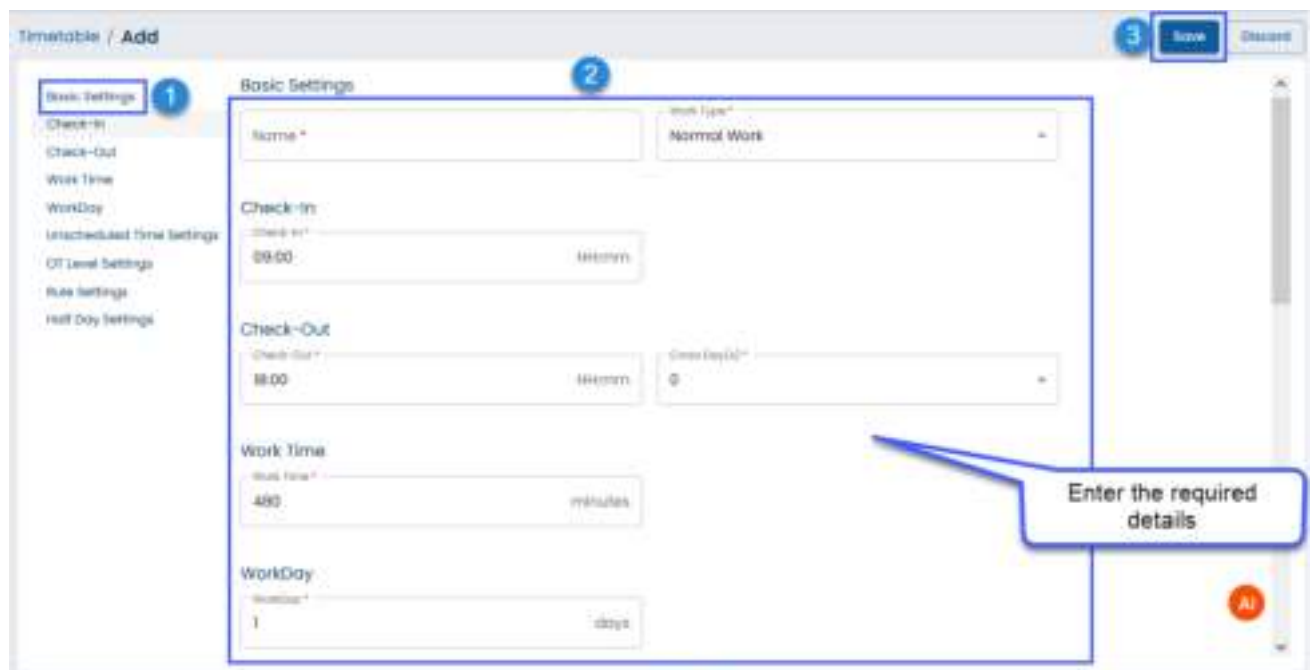 Timetable / Add
3
Save
Discard
Basic Settings
1
Check-In
Check-Out
Work Time
WorkDay
Unscheduled Time Settings
OT Level Settings
Rule Settings
Half Day Settings
Basic Settings
2
Name *
Work Type *
Normal Work
Check-In
Check-In *
09:00
HH:mm
Check-Out
Check-Out *
18:00
HH:mm
Cross Day(s) *
0
Work Time
Work Time *
480
minutes
WorkDay
WorkDay *
1
days
Enter the required
details
AI